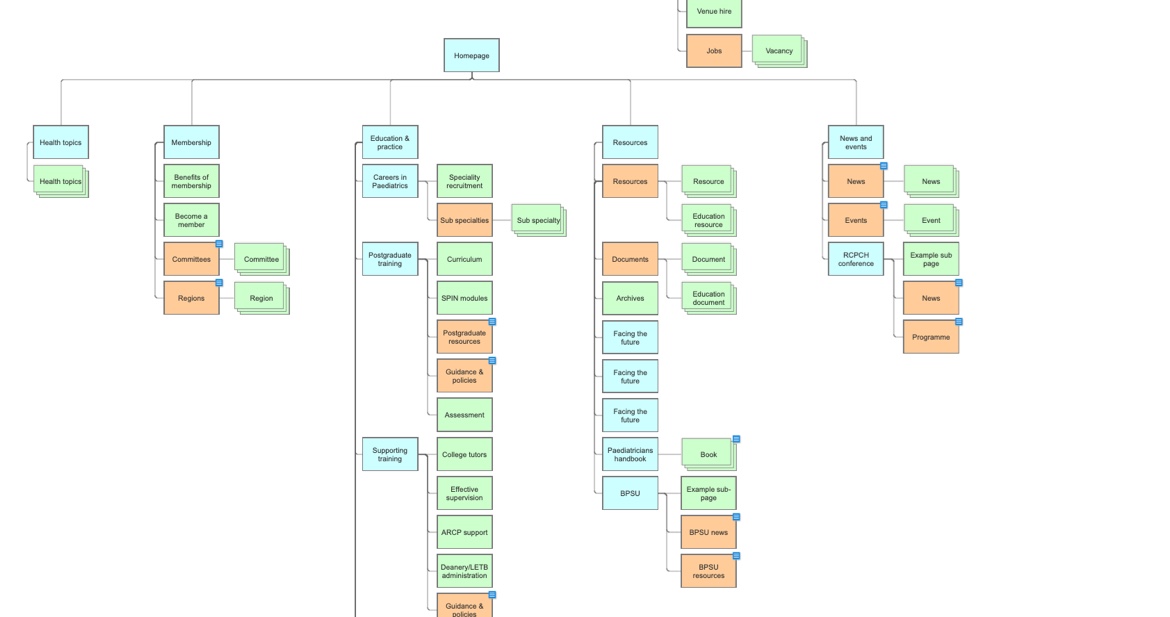 Venue hire
Jobs
Vacancy
Homepage
Health topics
Health topics
Membership
Benefits of
membership
Become a
member
Committees
Committee
Regions
Region
Education &
practice
Careers in
Paediatrics
Speciality
recruitment
Sub specialties
Sub specialty
Postgraduate
training
Curriculum
SPIN modules
Postgraduate
resources
Guidance &
policies
Assessment
Supporting
training
College tutors
Effective
supervision
ARCP support
Deanery/LETB
administration
Guidance &
policies
Resources
Resources
Resource
Education
resource
Documents
Document
Education
document
Archives
Facing the
future
Facing the
future
Facing the
future
Paediatricians
handbook
Book
BPSU
Example sub-
page
BPSU news
BPSU
resources
News and
events
News
News
Events
Event
RCPCH
conference
Example sub
page
News
Programme